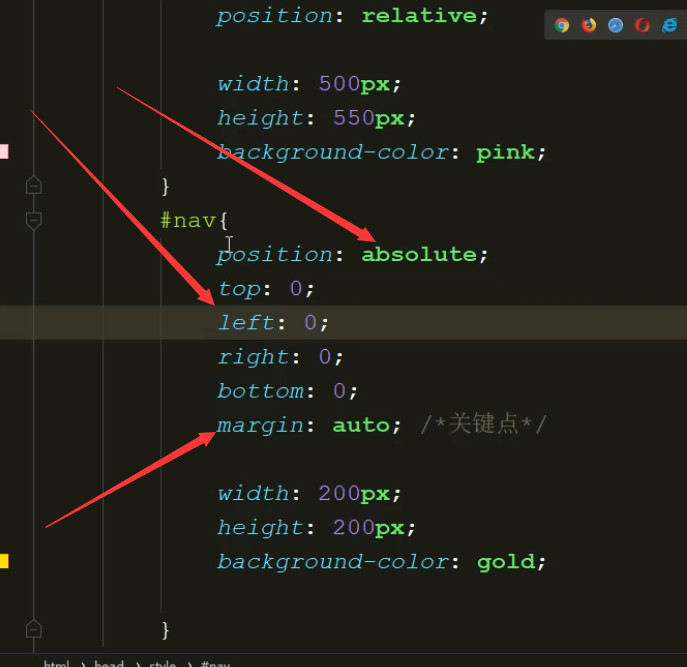 position: relative;
width: 500px;
height: 550px;
background-color: pink;
}
#nav{
position: absolute;
top: 0;
left: 0;
right: 0;
bottom: 0;
margin: auto; /*关键点*/
width: 200px;
height: 200px;
background-color: gold;
}
html › head › style › #nav